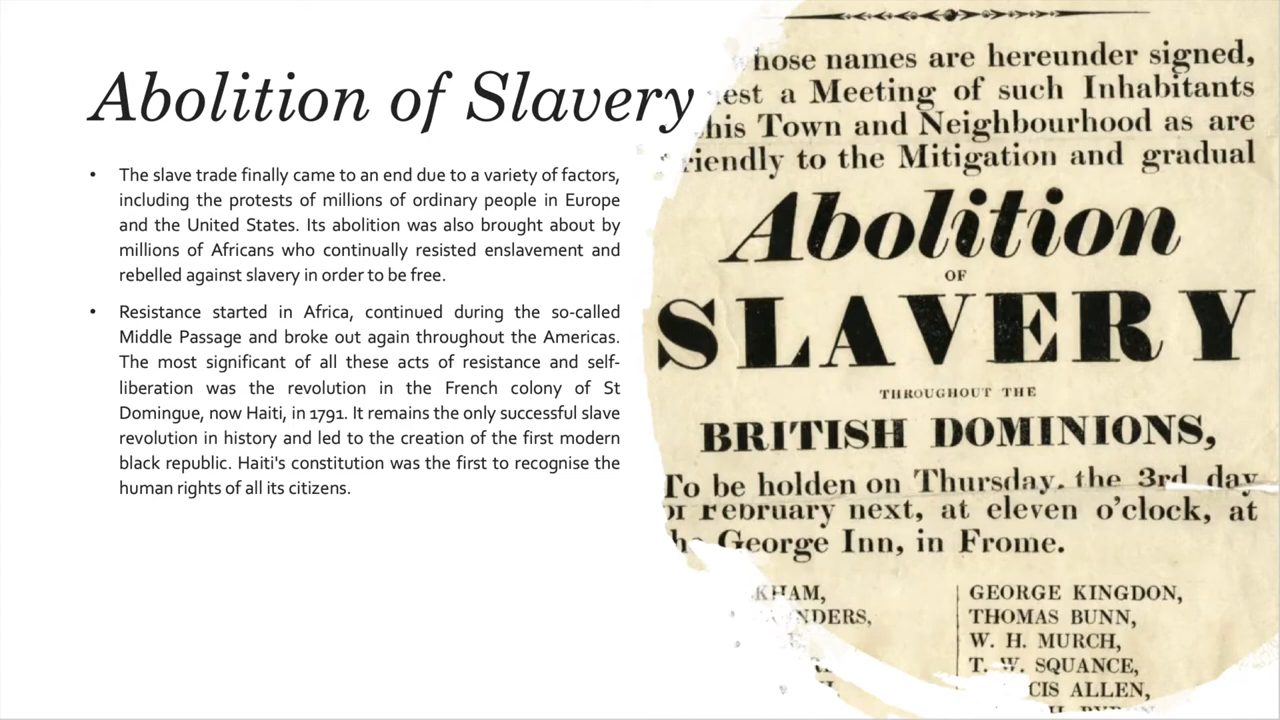 Abolition of Slavery
• The slave trade finally came to an end due to a variety of factors,
including the protests of millions of ordinary people in Europe
and the United States. Its abolition was also brought about by
millions of Africans who continually resisted enslavement and
rebelled against slavery in order to be free.
• Resistance started in Africa, continued during the so-called
Middle Passage and broke out again throughout the Americas.
The most significant of all these acts of resistance and self-
liberation was the revolution in the French colony of St
Domingue, now Haiti, in 1791. It remains the only successful slave
revolution in history and led to the creation of the first modern
black republic. Haiti's constitution was the first to recognise the
human rights of all its citizens.
names are hereunder signed,
a Meeting of such Inhabitants
Town and Neighbourhood as are
to the Mitigation and gradual
Abolition
OF
SLAVERY
THROUGHOUT THE
BRITISH DOMINIONS,
To be holden on Thursday, the 3rd day
February next, at eleven o'clock, at
George Inn, in Frome.
GEORGE KINGDON,
THOMAS BUNN,
W. H. MURCH,
T. W. SQUANCE,
ALLEN,